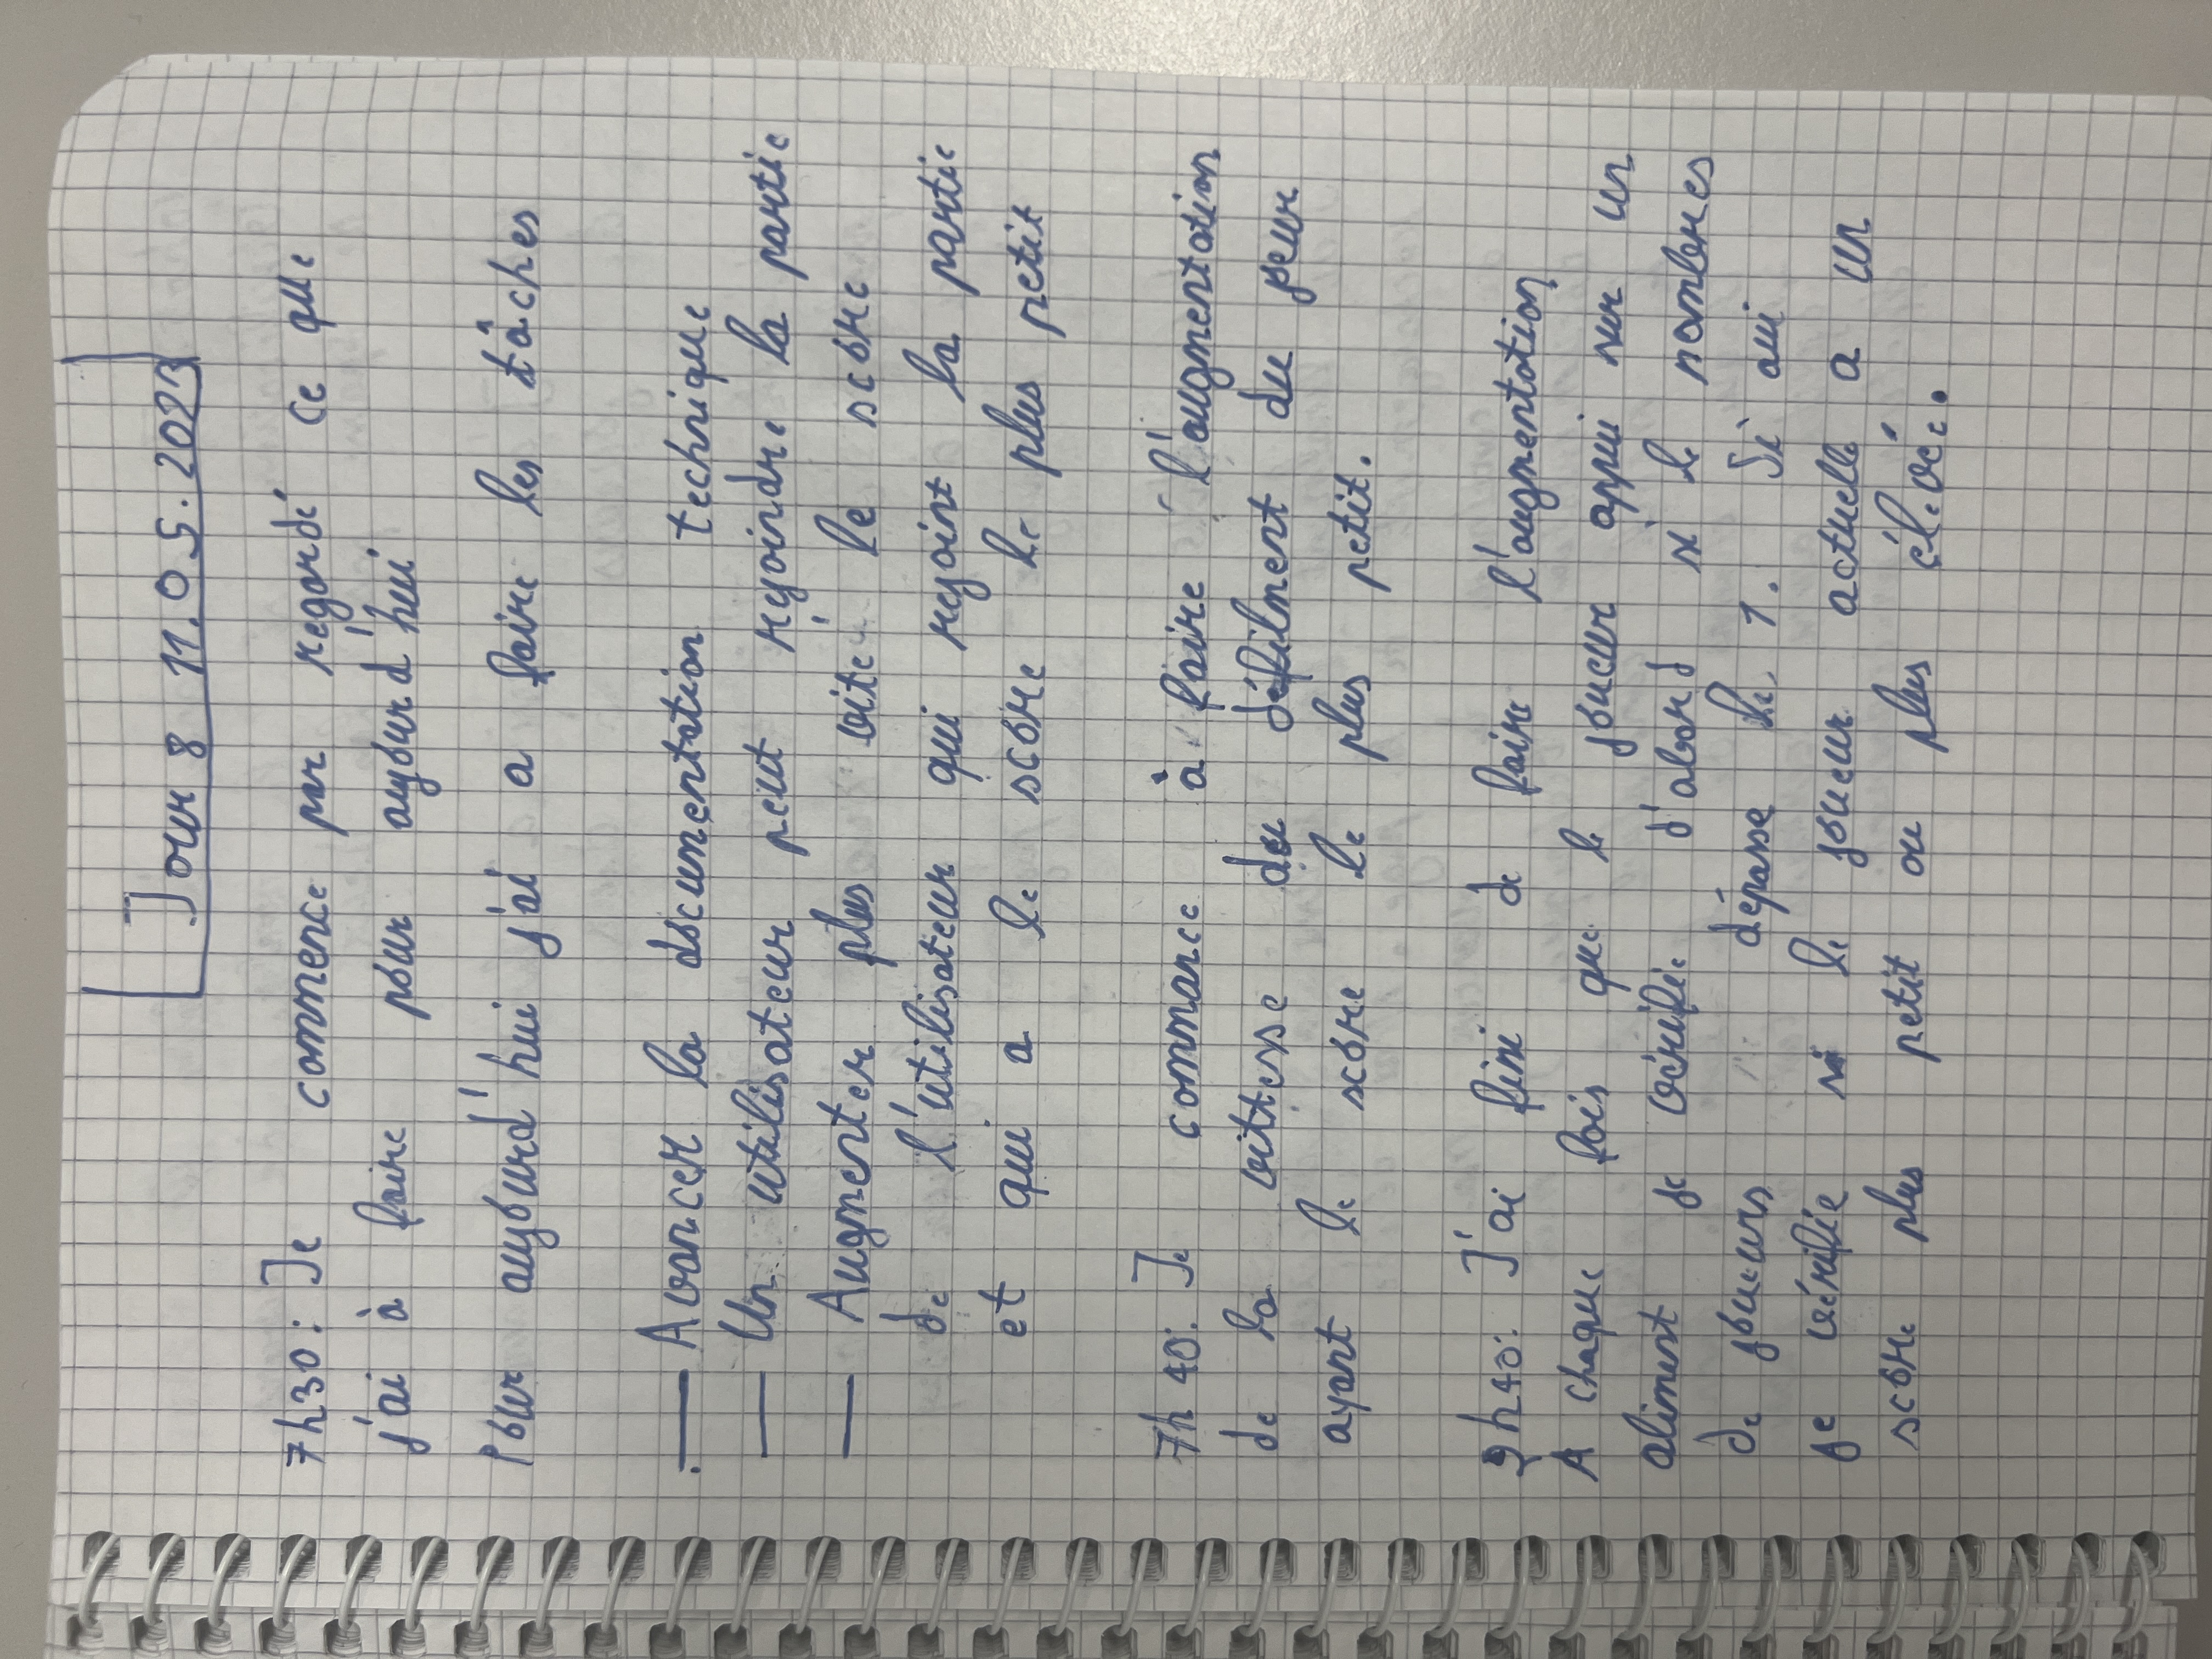 Jour 8 11.05.2023
7h30: Je commence par regardé ce que
j'ai à faire pour aujourd'hui
Pour aujourd'hui j'ai a faire les tâches
— Avancer la documentation technique
— Un utilisateur peut rejoindre la partie
— Augmenter plus vite le score
de l'utilisateur qui rejoint la partie
et qui a le score le plus petit
7h40: Je commance à faire l'augmentation
de la vittesse du défilment du jeur
ayant le score le plus petit.
9h40: J'ai fini de faire l'augmentation
A chaque fois que le joueur appui sur un
aliment je vérifie d'abord si le nombres
de joueurs dépasse le 1. Si oui
je vérifie si le joueur actuelle a un
score plus petit ou plus élevée.